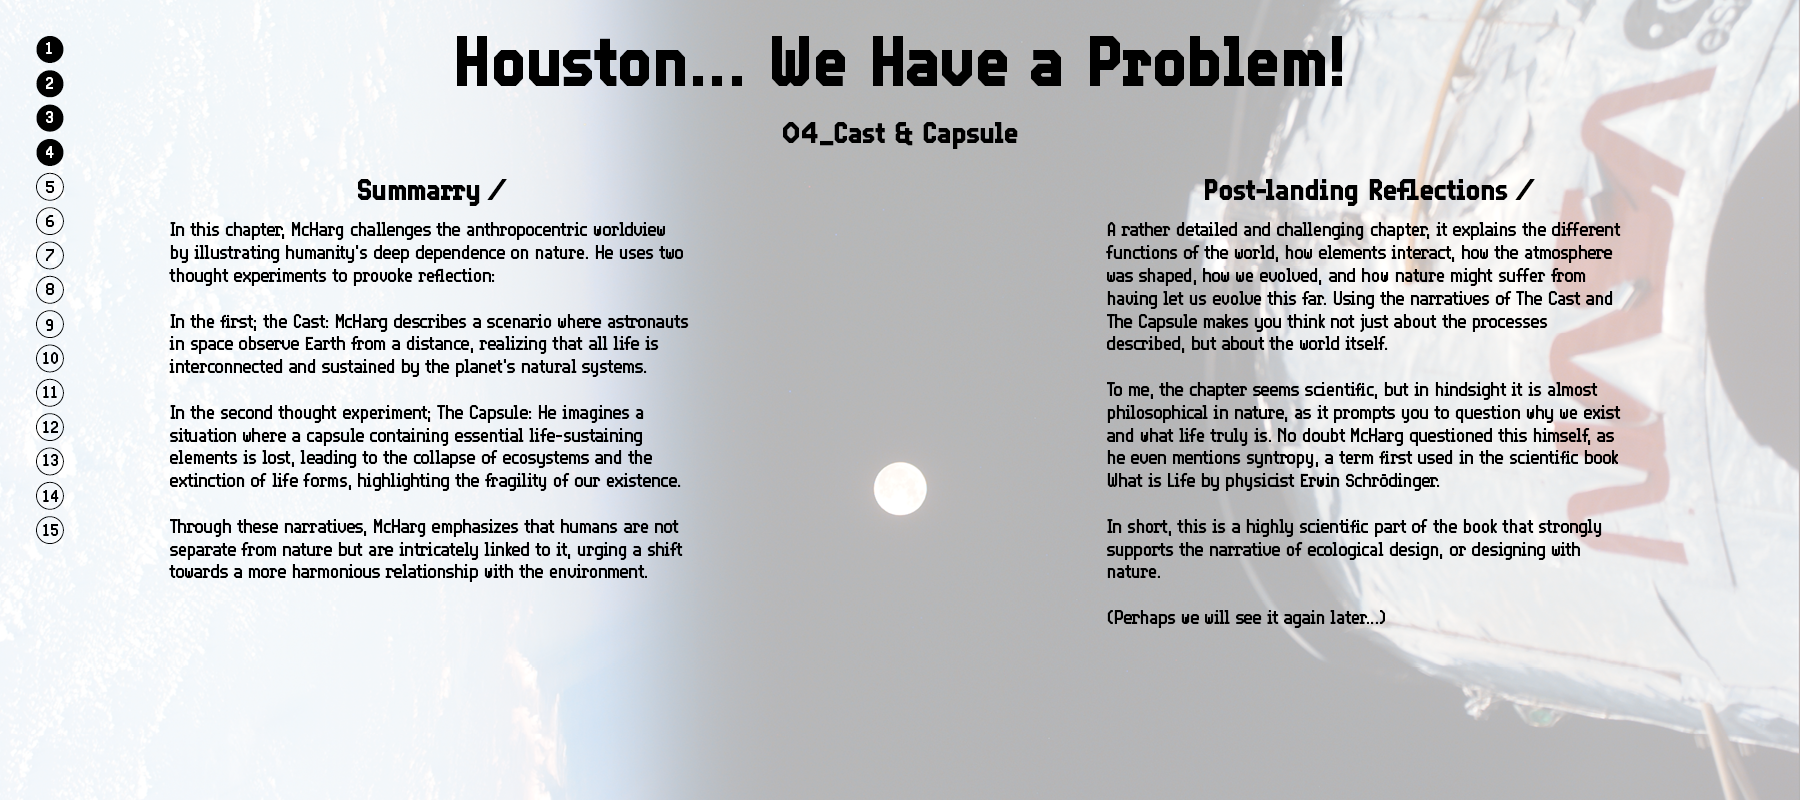 Houston... We Have a Problem!
04_Cast & Capsule
1
2
3
4
5
6
7
8
9
10
11
12
13
14
15
Summarry /
In this chapter, McHarg challenges the anthropocentric worldview
by illustrating humanity's deep dependence on nature. He uses two
thought experiments to provoke reflection:
In the first; the Cast: McHarg describes a scenario where astronauts
in space observe Earth from a distance, realizing that all life is
interconnected and sustained by the planet's natural systems.
In the second thought experiment; The Capsule: He imagines a
situation where a capsule containing essential life-sustaining
elements is lost, leading to the collapse of ecosystems and the
extinction of life forms, highlighting the fragility of our existence.
Through these narratives, McHarg emphasizes that humans are not
separate from nature but are intricately linked to it, urging a shift
towards a more harmonious relationship with the environment.
Post-landing Reflections /
A rather detailed and challenging chapter, it explains the different
functions of the world, how elements interact, how the atmosphere
was shaped, how we evolved, and how nature might suffer from
having let us evolve this far. Using the narratives of The Cast and
The Capsule makes you think not just about the processes
described, but about the world itself.
To me, the chapter seems scientific, but in hindsight it is almost
philosophical in nature, as it prompts you to question why we exist
and what life truly is. No doubt McHarg questioned this himself, as
he even mentions syntropy, a term first used in the scientific book
What is Life by physicist Erwin Schrödinger.
In short, this is a highly scientific part of the book that strongly
supports the narrative of ecological design, or designing with
nature.
(Perhaps we will see it again later...)